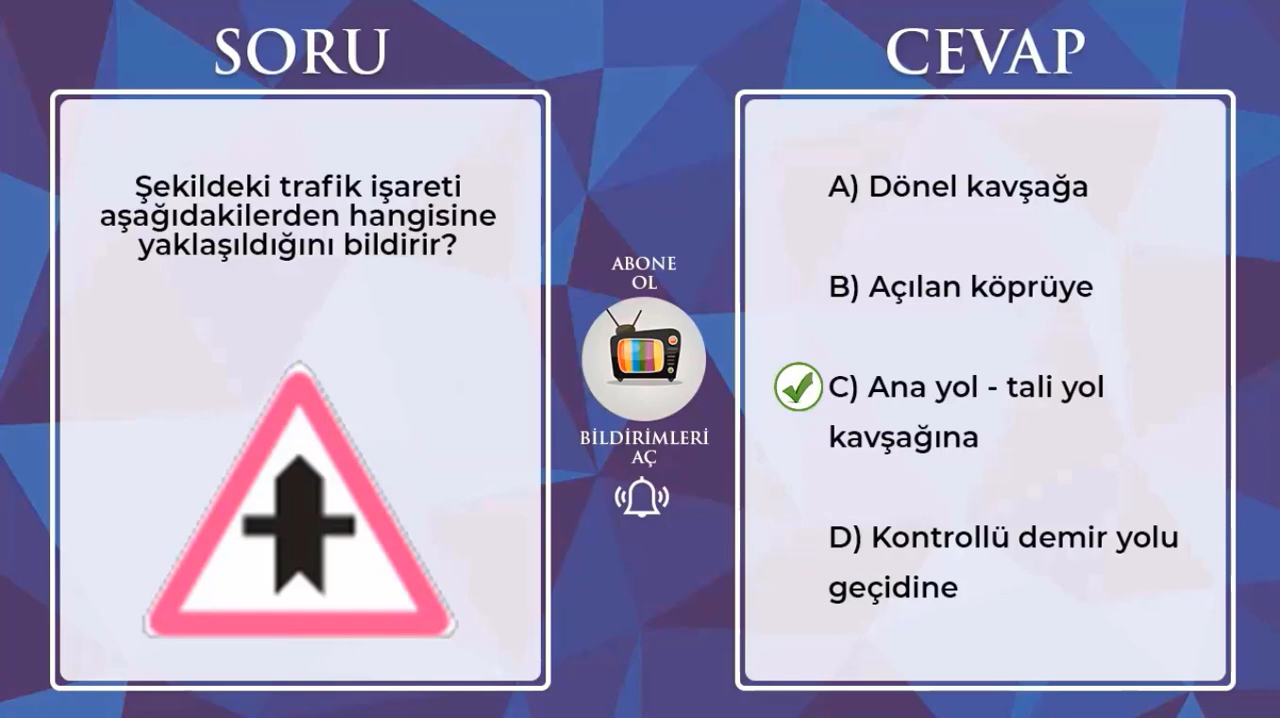 SORU
Şekildeki trafik işareti
aşağıdakilerden hangisine
yaklaşıldığını bildirir?
ABONE
OL
BİLDİRİMLERİ
AÇ
CEVAP
A) Dönel kavşağa
B) Açılan köprüye
C) Ana yol - tali yol
kavşağına
D) Kontrollü demir yolu
geçidine